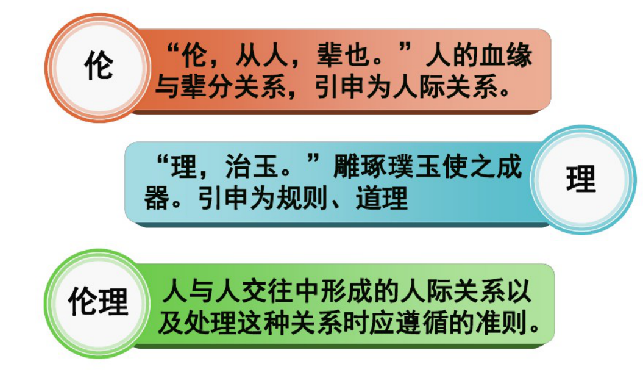 伦
“伦，从人，辈也。”人的血缘
与辈分关系，引申为人际关系。
“理，治玉。”雕琢璞玉使之成
器。引申为规则、道理
理
伦理
人与人交往中形成的人际关系以
及处理这种关系时应遵循的准则。